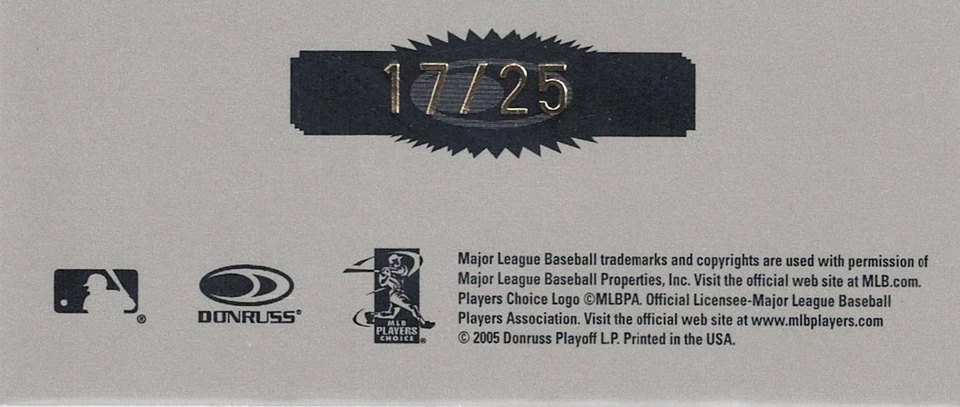 17/25
DONRUSS®
MLB
PLAYERS
CHOICE®
®
Major League Baseball trademarks and copyrights are used with permission of
Major League Baseball Properties, Inc. Visit the official web site at MLB.com.
Players Choice Logo ©MLBPA. Official Licensee-Major League Baseball
Players Association. Visit the official web site at www.mlbplayers.com
© 2005 Donruss Playoff L.P. Printed in the USA.